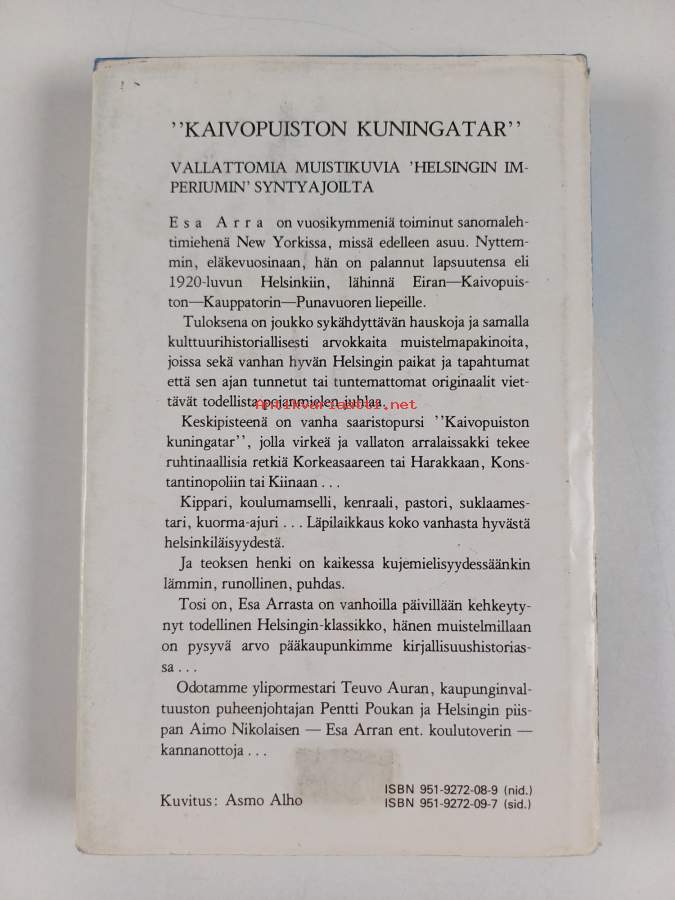 "KAIVOPUISTON KUNINGATAR"
VALLATTOMIA MUISTIKUVIA 'HELSINGIN IM-
PERIUMIN' SYNTYAJOILTA
Esa Arra on vuosikymmeniä toiminut sanomaleh-
timiehenä New Yorkissa, missä edelleen asuu. Nyttem-
min, eläkevuosinaan, hän on palannut lapsuutensa eli
1920-luvun Helsinkiin, lähinnä Eiran—Kaivopuis-
ton—Kauppatorin—Punavuoren liepeille.
Tuloksena on joukko sykähdyttävän hauskoja ja samalla
kulttuurihistoriallisesti arvokkaita muistelmapakinoita,
joissa sekä vanhan hyvän Helsingin paikat ja tapahtumat
että sen ajan tunnetut tai tuntemattomat originaalit viet-
tävät todellista pojanmielen juhlaa.
Antikvariaatti.net
Keskipisteenä on vanha saaristopursi "Kaivopuiston
kuningatar", jolla virkeä ja vallaton arralaissakki tekee
ruhtinaallisia retkiä Korkeasaareen tai Harakkaan, Kons-
tantinopoliin tai Kiinaan...
Kippari, koulumamselli, kenraali, pastori, suklaames-
tari, kuorma-ajuri... Läpilaikkaus koko vanhasta hyvästä
helsinkiläisyydestä.
Ja teoksen henki on kaikessa kujemielisyydessäänkin
lämmin, runollinen, puhdas.
Tosi on, Esa Arrasta on vanhoilla päivillään kehkeyty-
nyt todellinen Helsingin-klassikko, hänen muistelmillaan
on pysyvä arvo pääkaupunkimme kirjallisuushistorias-
sa...
Odotamme ylipormestari Teuvo Auran, kaupunginval-
tuuston puheenjohtajan Pentti Poukan ja Helsingin piis-
pan Aimo Nikolaisen — Esa Arran ent. koulutoverin —
kannanottoja...
Kuvitus: Asmo Alho
ISBN 951-9272-08-9 (nid.)
ISBN 951-9272-09-7 (sid.)